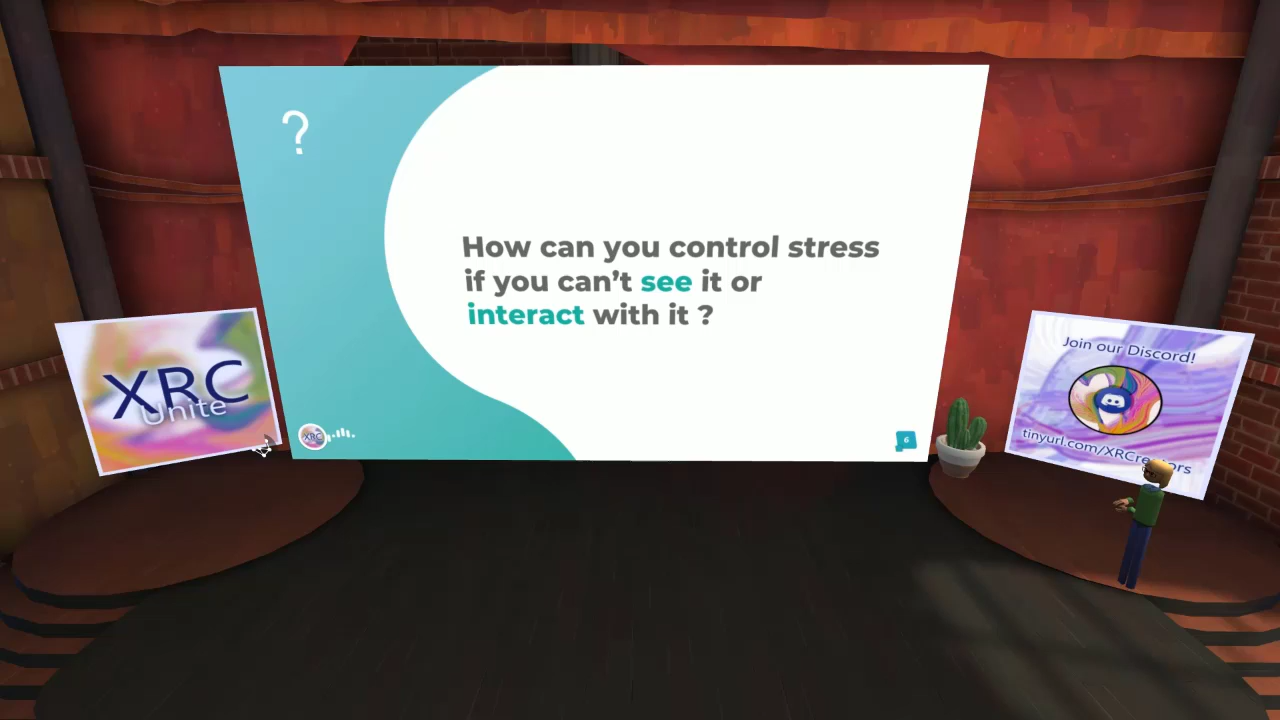 ?
How can you control stress
if you can't see it or
interact with it ?
XRC
Unite
XRC
6
Join our Discord!
tinyurl.com/XRCreators